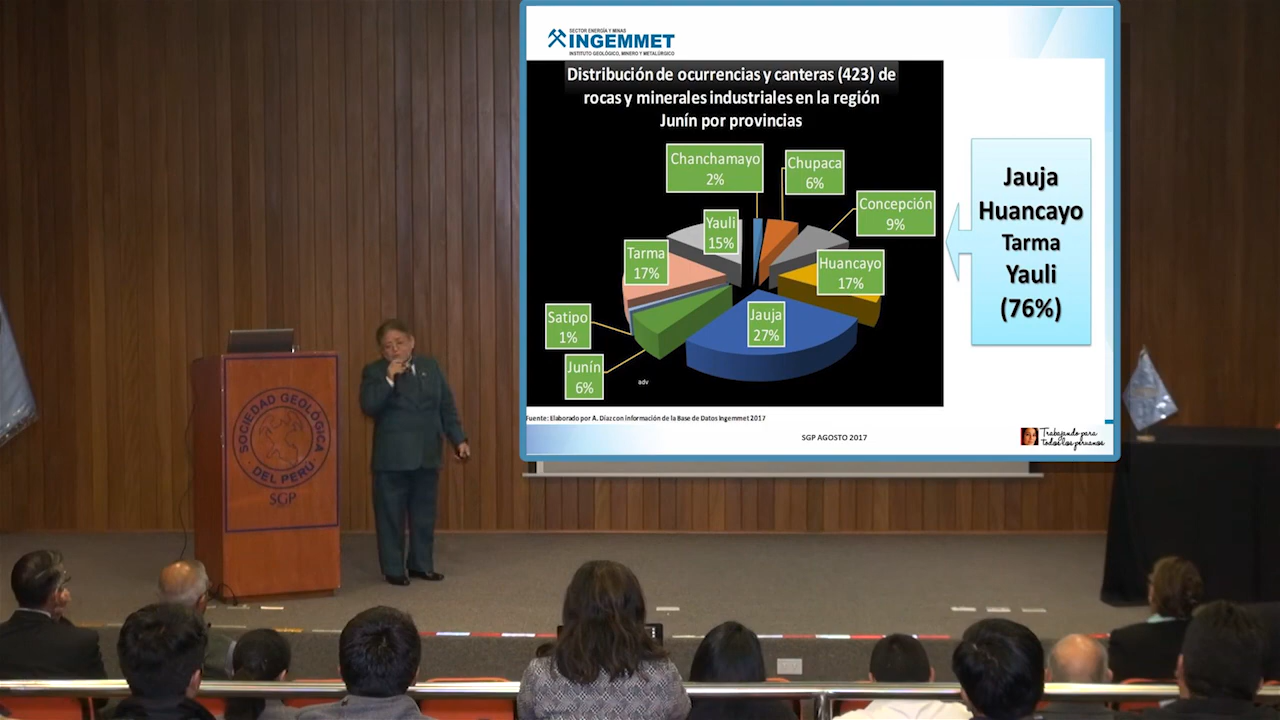 SECTOR ENERGÍA Y MINAS
INGEMMET
INSTITUTO GEOLÓGICO, MINERO Y METALÚRGICO
Distribución de ocurrencias y canteras (423) de
rocas y minerales industriales en la región
Junín por provincias
Chanchamayo
2%
Chupaca
6%
Concepción
9%
Yauli
15%
Tarma
17%
Huancayo
17%
Jauja
27%
Satipo
1%
Junín
6%
adv
Jauja
Huancayo
Tarma
Yauli
(76%)
Fuente: Elaborado por A. Diaz con información de la Base de Datos Ingemmet 2017
SGP AGOSTO 2017
Trabajando para
todos los peruanos
SOCIEDAD GEOLÓGICA
DEL PERÚ
SGP